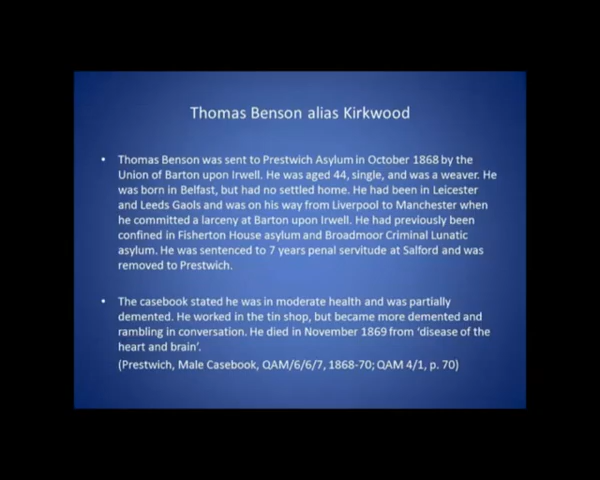 Thomas Benson alias Kirkwood
• Thomas Benson was sent to Prestwich Asylum in October 1868 by the
Union of Barton upon Irwell. He was aged 44, single, and was a weaver. He
was born in Belfast, but had no settled home. He had been in Leicester
and Leeds Gaols and was on his way from Liverpool to Manchester when
he committed a larceny at Barton upon Irwell. He had previously been
confined in Fisherton House asylum and Broadmoor Criminal Lunatic
asylum. He was sentenced to 7 years penal servitude at Salford and was
removed to Prestwich.
• The casebook stated he was in moderate health and was partially
demented. He worked in the tin shop, but became more demented and
rambling in conversation. He died in November 1869 from ‘disease of the
heart and brain’.
(Prestwich, Male Casebook, QAM/6/6/7, 1868-70; QAM 4/1, p. 70)